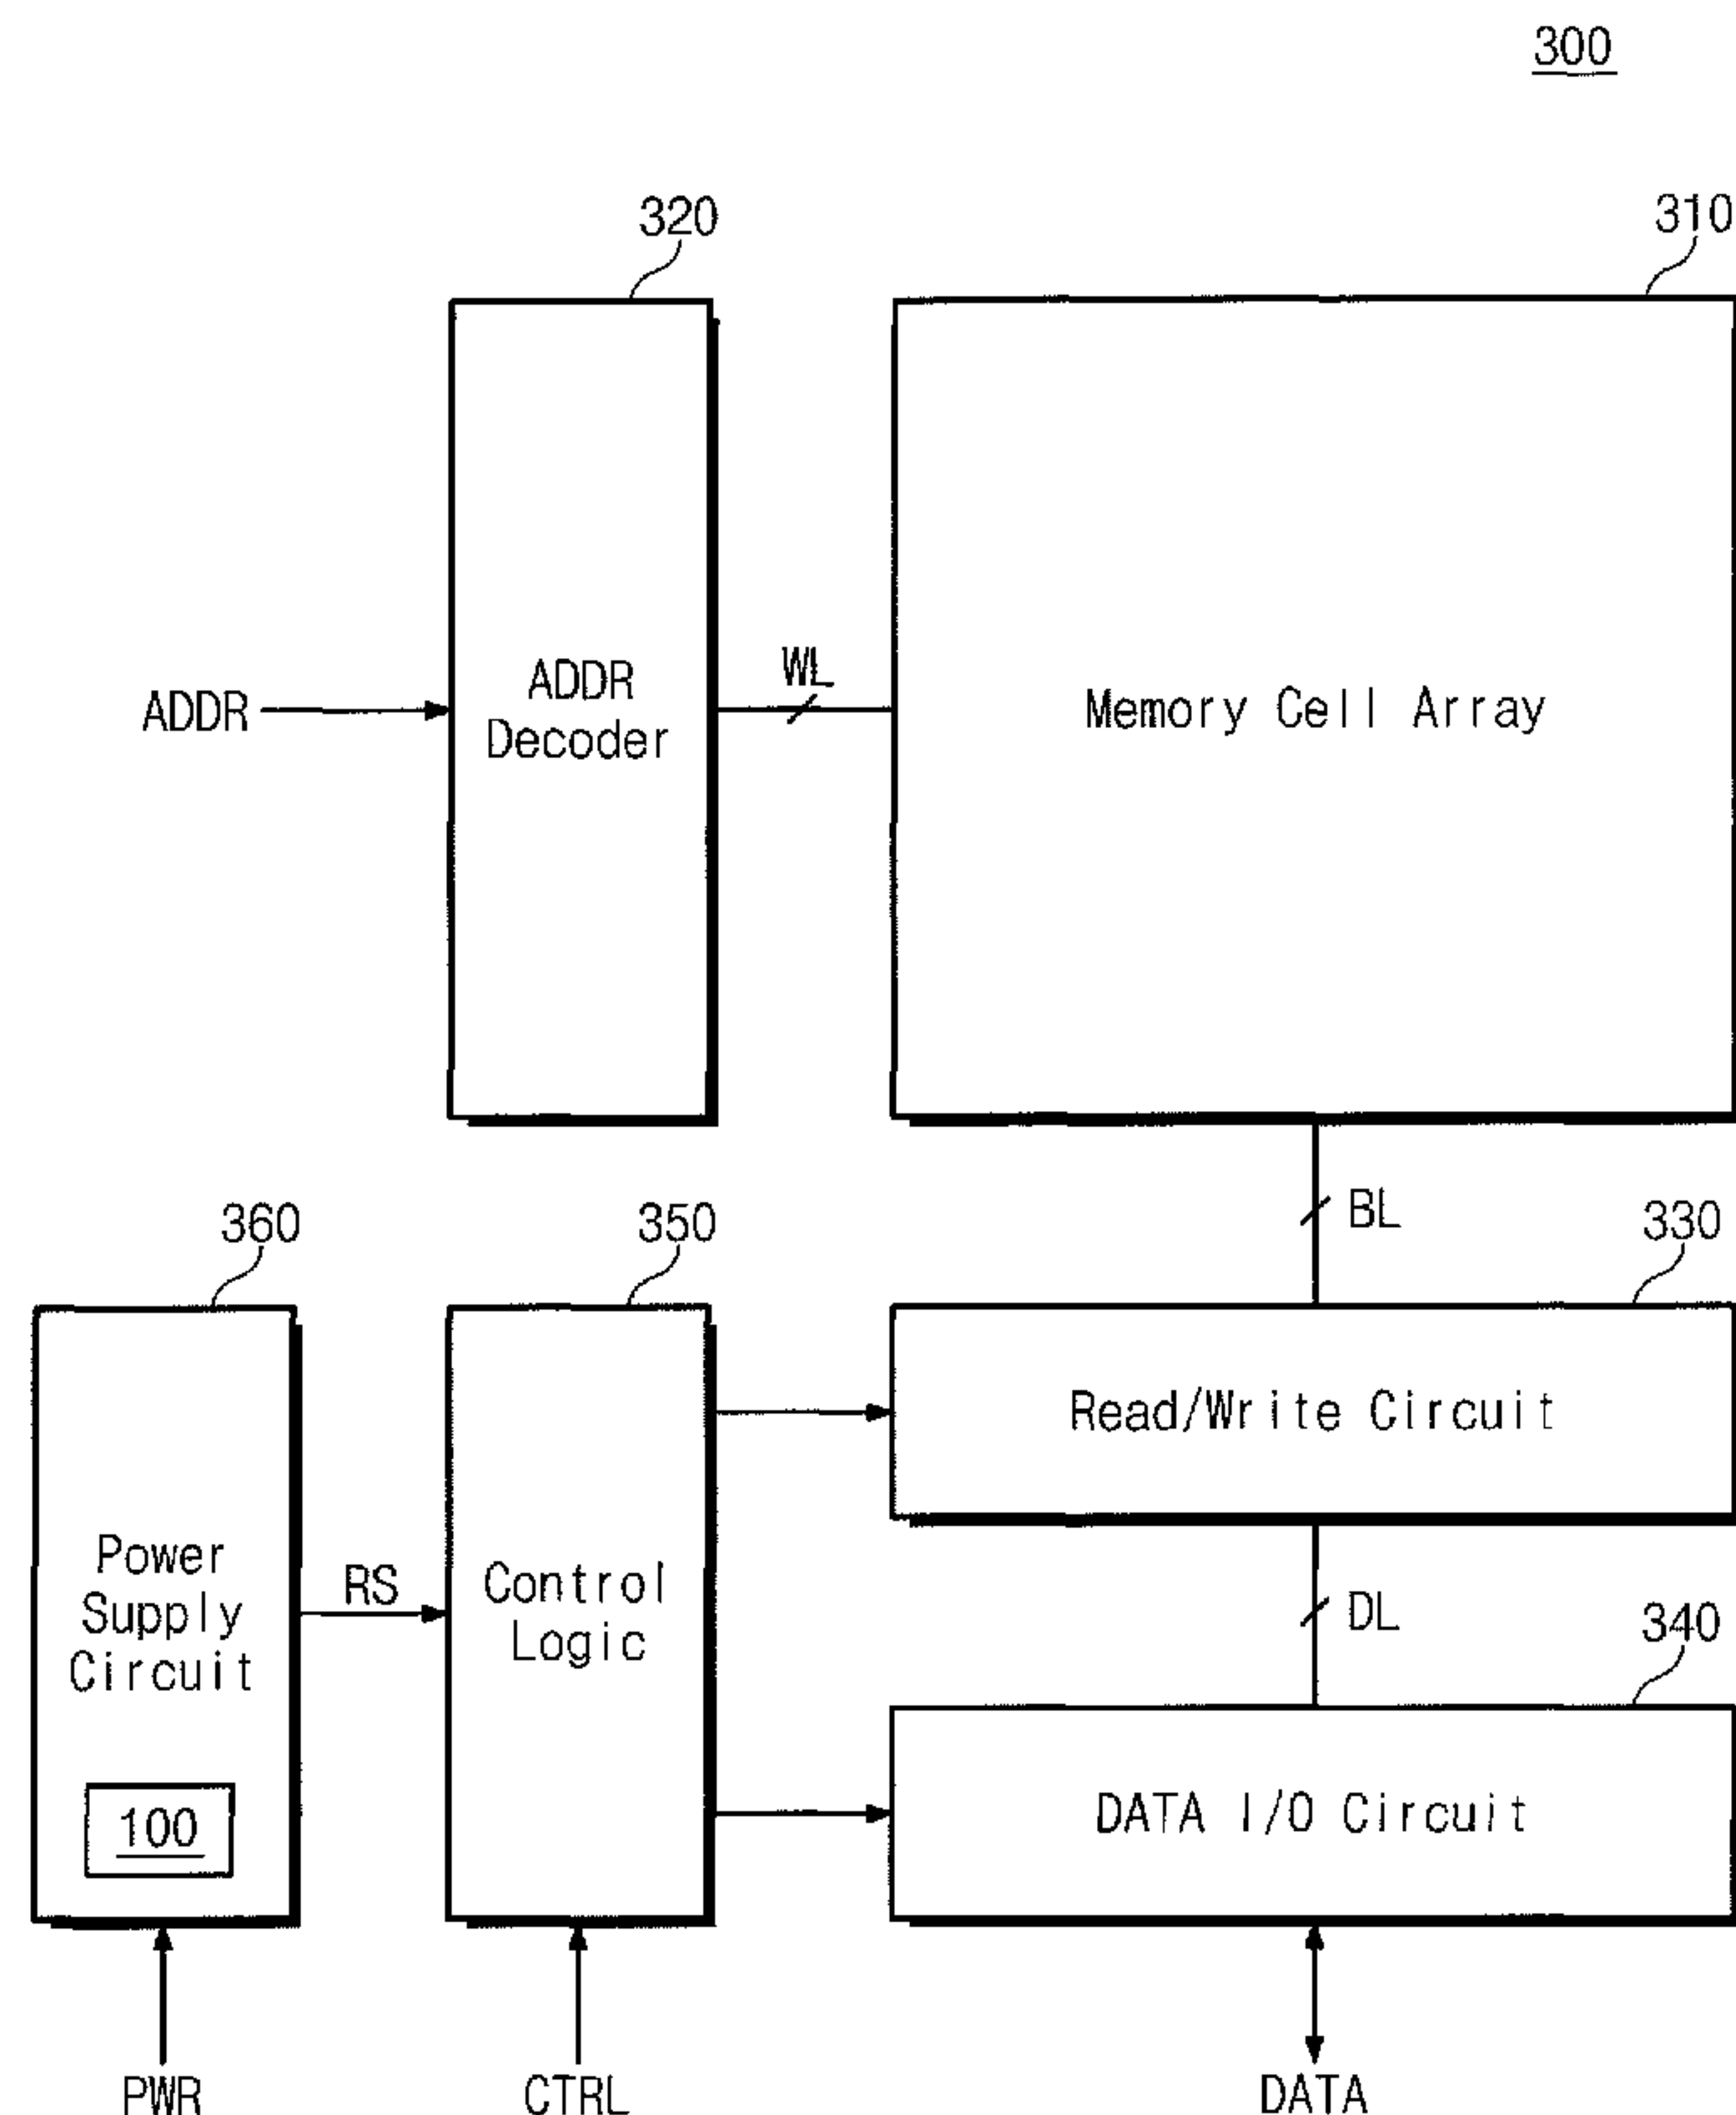 300
320
310
ADDR
ADDR
Decoder
WL
Memory Cell Array
BL
360
350
330
Read/Write Circuit
Power
Supply
Circuit
RS
Control
Logic
DL
340
100
DATA I/O Circuit
PWR
CTRL
DATA